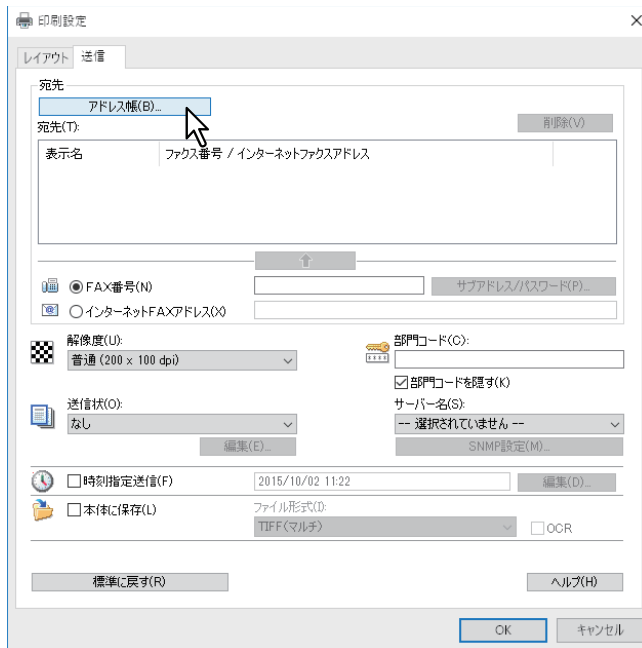 印刷設定
レイアウト 送信
宛先
アドレス帳(B)...
宛先(T):
削除(V)
表示名 ファクス番号 / インターネットファクスアドレス
FAX番号(N)
サブアドレス/パスワード(P)...
インターネットFAXアドレス(X)
解像度(U):
普通 (200 x 100 dpi)
部門コード(C):
部門コードを隠す(K)
送信状(O):
なし
編集(E)...
サーバー名(S):
-- 選択されていません --
SNMP設定(M)...
時刻指定送信(F) 2015/10/02 11:22 編集(D)...
本体に保存(L)
ファイル形式(I):
TIFF(マルチ) OCR
標準に戻す(R) ヘルプ(H)
OK キャンセル